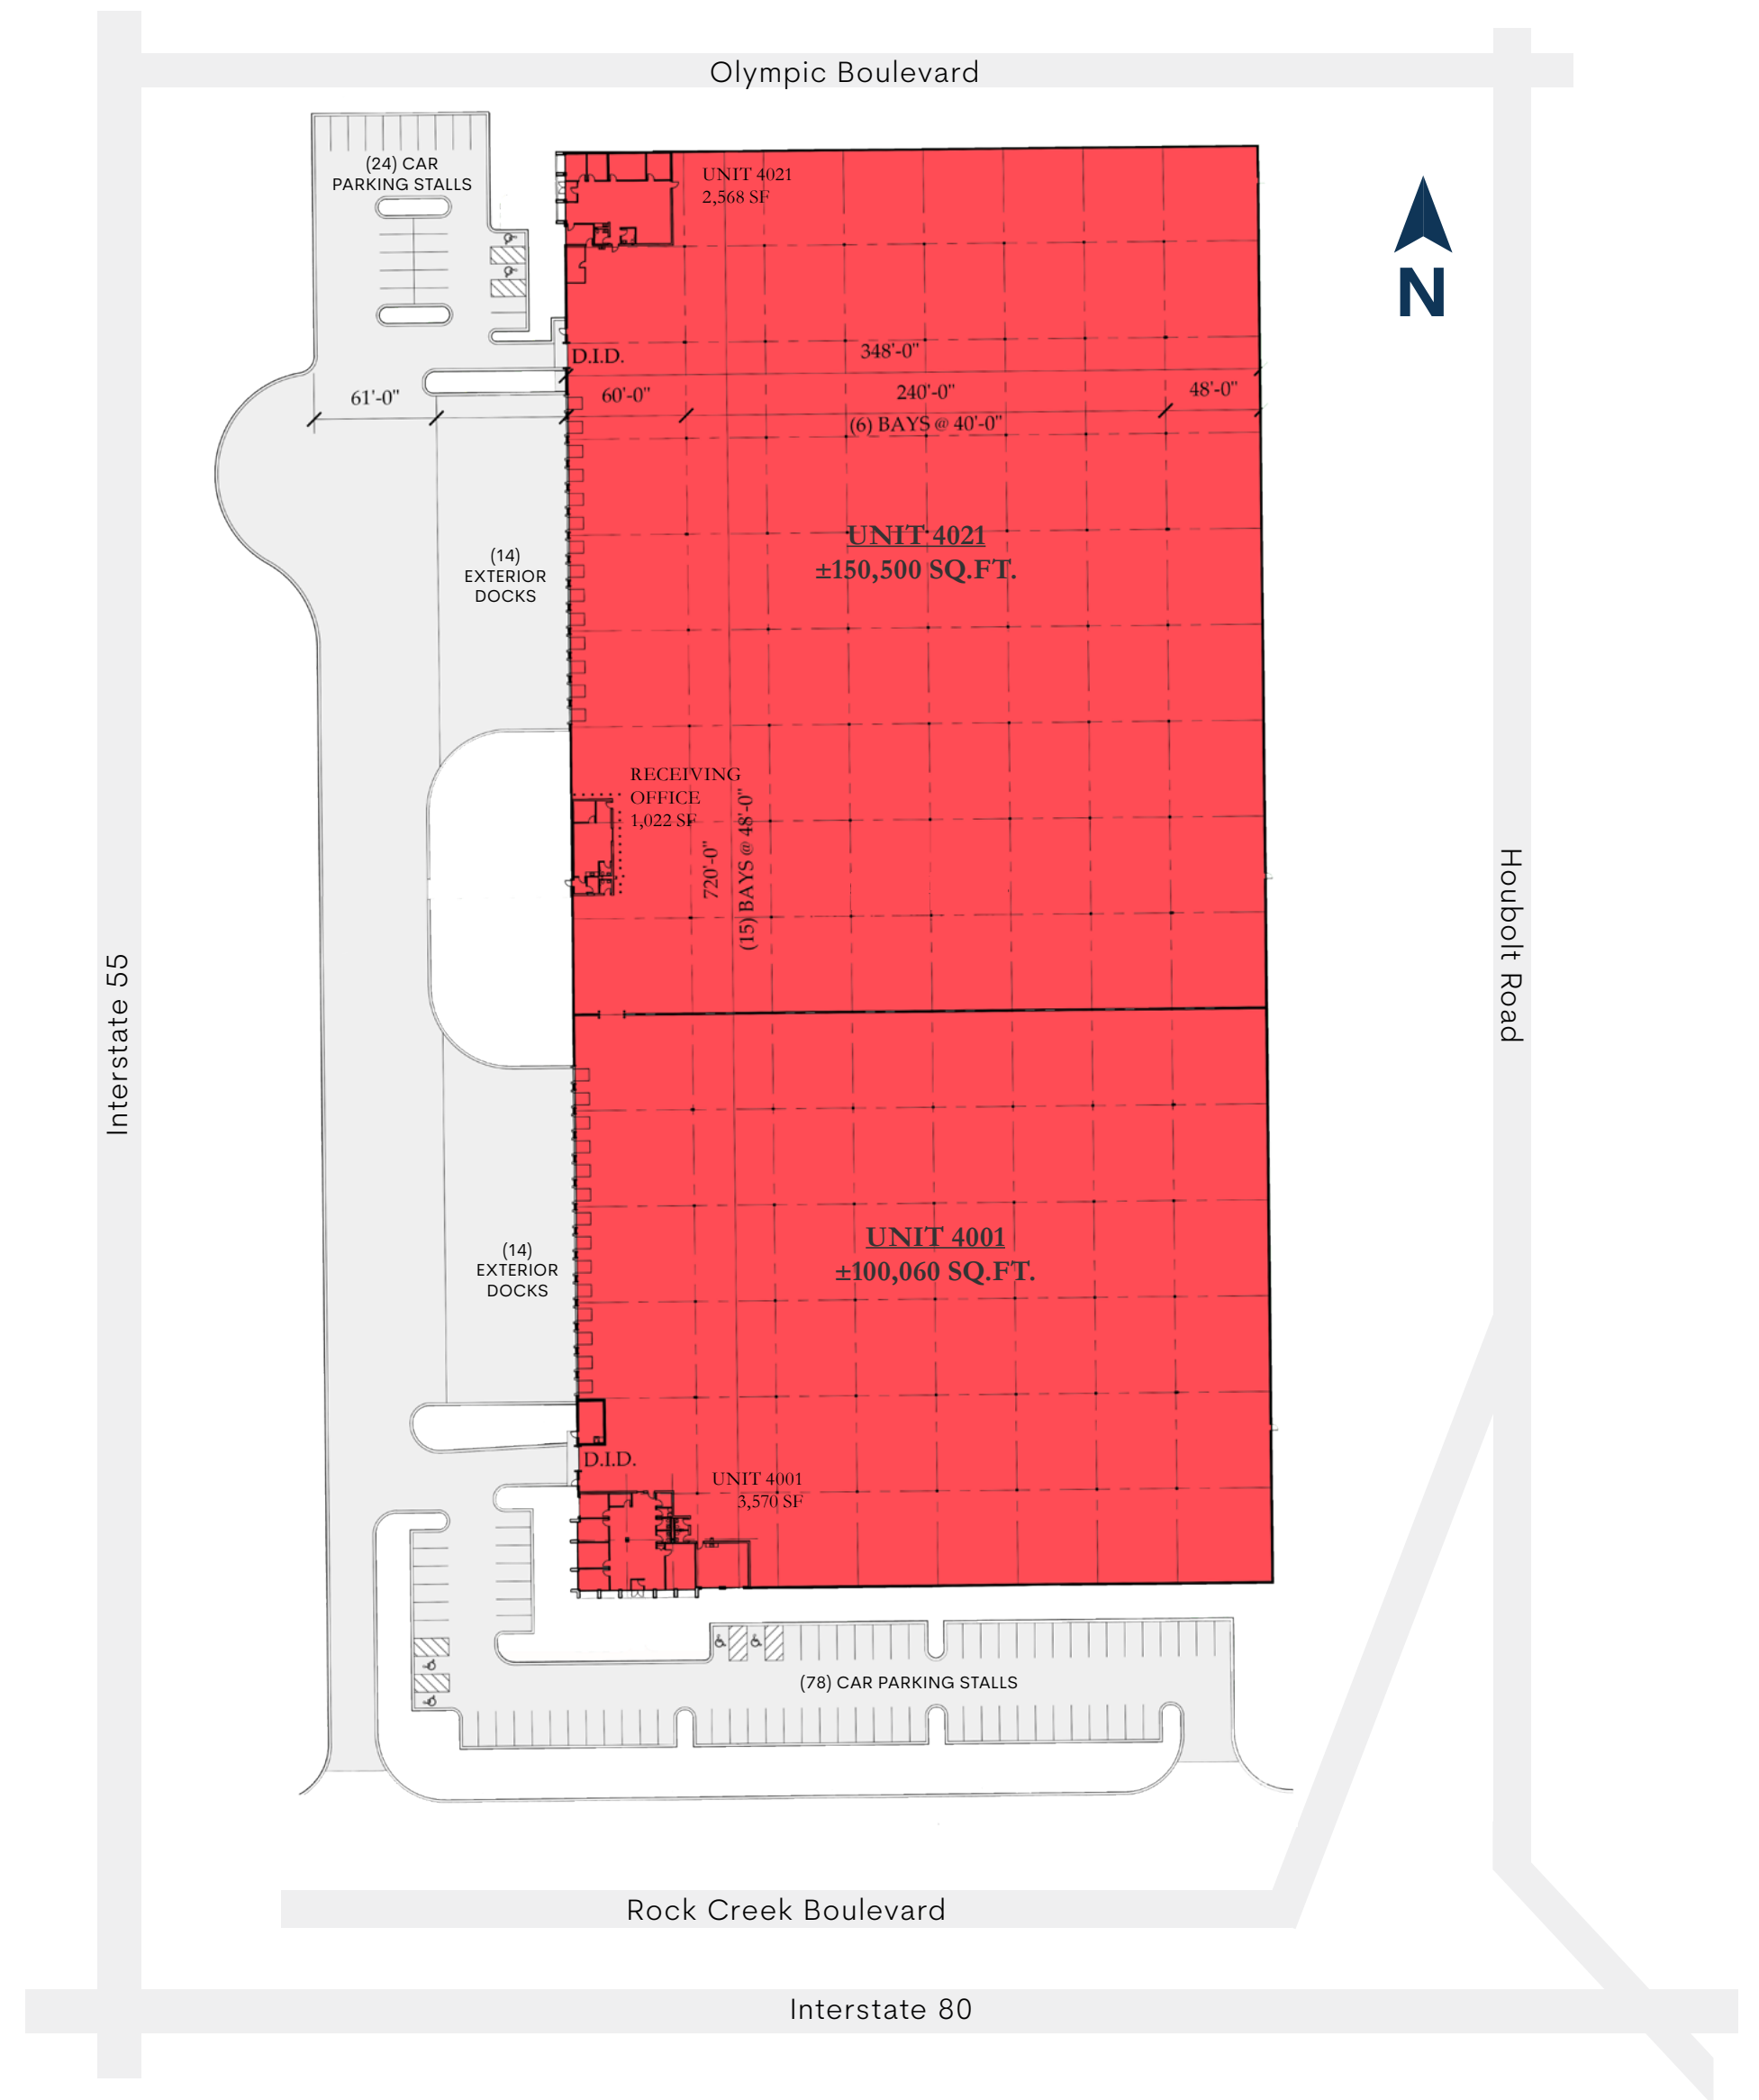 Olympic Boulevard
(24) CAR
PARKING STALLS
UNIT 4021
2,568 SF
N
D.I.D.
348'-0"
61'-0"
60'-0"
240'-0"
48'-0"
(6) BAYS @ 40'-0"
UNIT 4021
±150,500 SQ.FT.
(14)
EXTERIOR
DOCKS
RECEIVING
OFFICE
1,022 SF
720'-0"
(15) BAYS @ 48'-0"
Houbolt Road
Interstate 55
UNIT 4001
±100,060 SQ.FT.
(14)
EXTERIOR
DOCKS
D.I.D.
UNIT 4001
3,570 SF
(78) CAR PARKING STALLS
Rock Creek Boulevard
Interstate 80